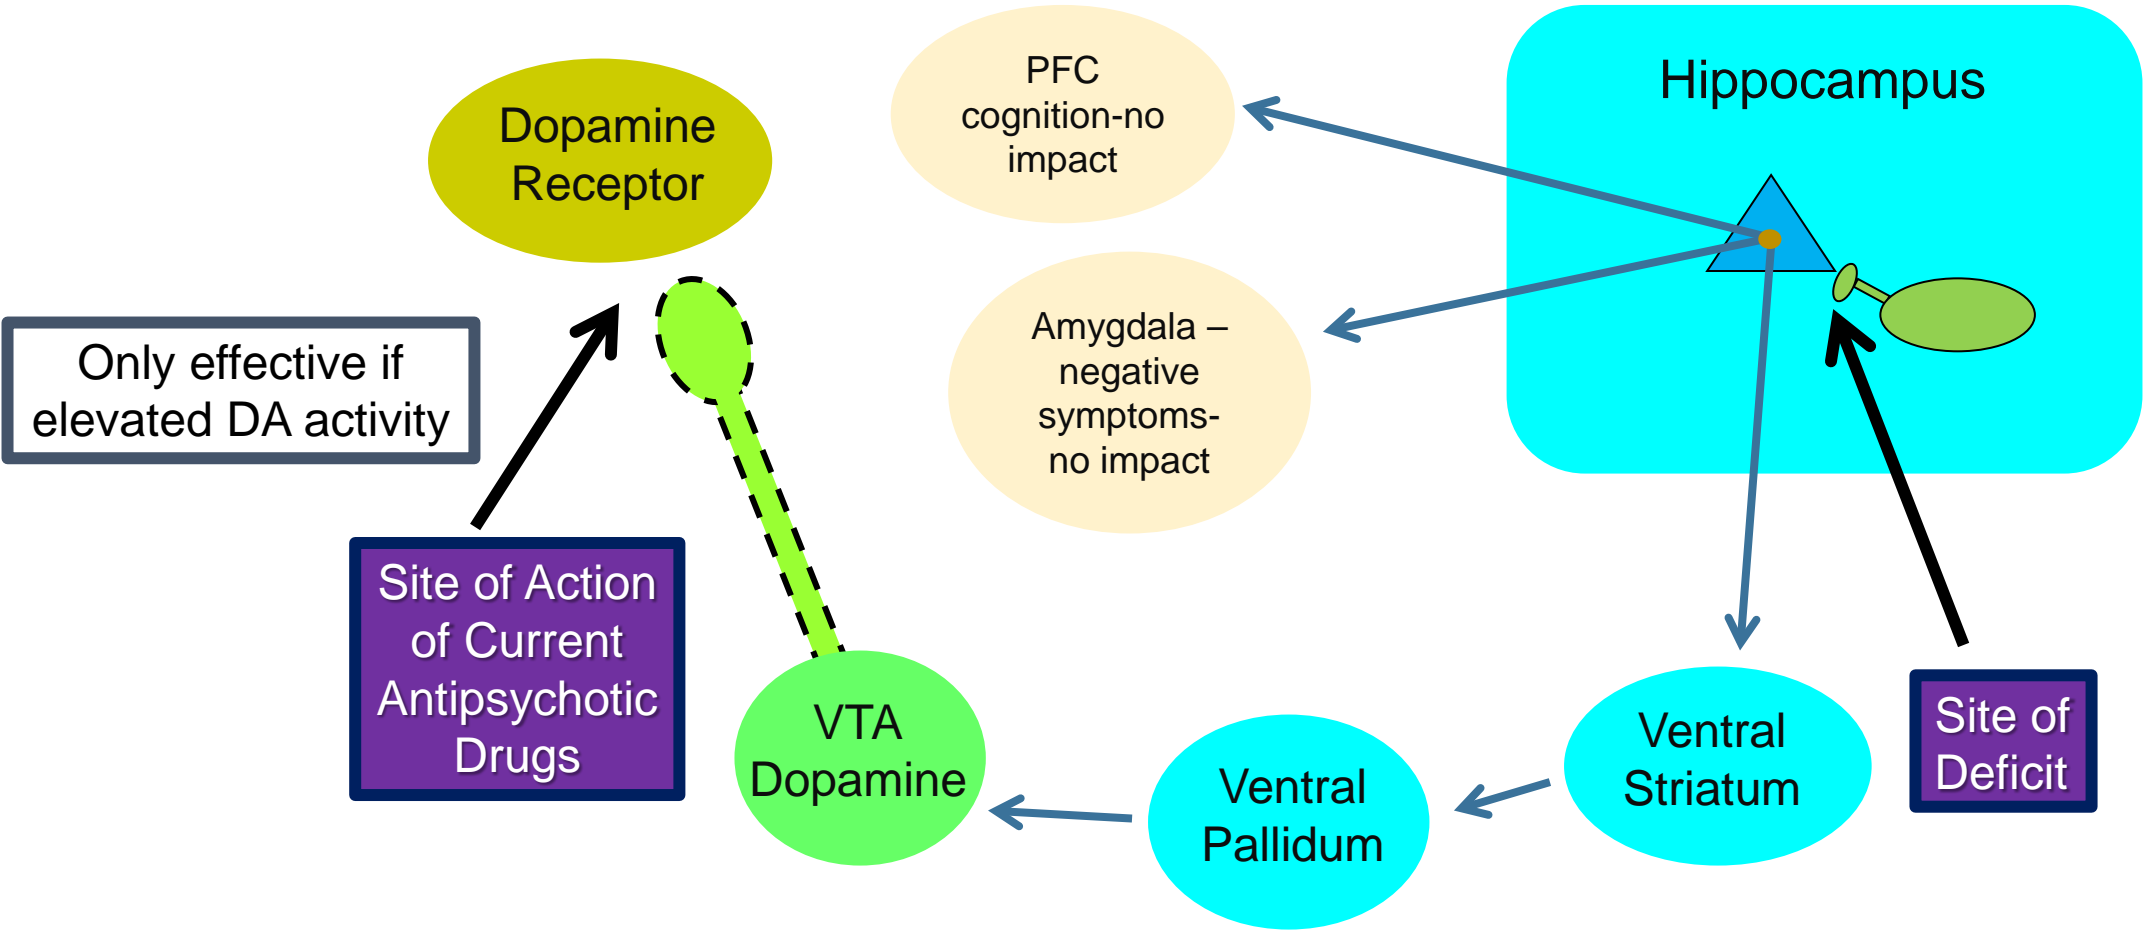 Dopamine
Receptor
PFC
cognition-no
impact
Hippocampus
Only effective if
elevated DA activity
Amygdala –
negative
symptoms-
no impact
Site of Action
of Current
Antipsychotic
Drugs
VTA
Dopamine
Ventral
Pallidum
Ventral
Striatum
Site of
Deficit